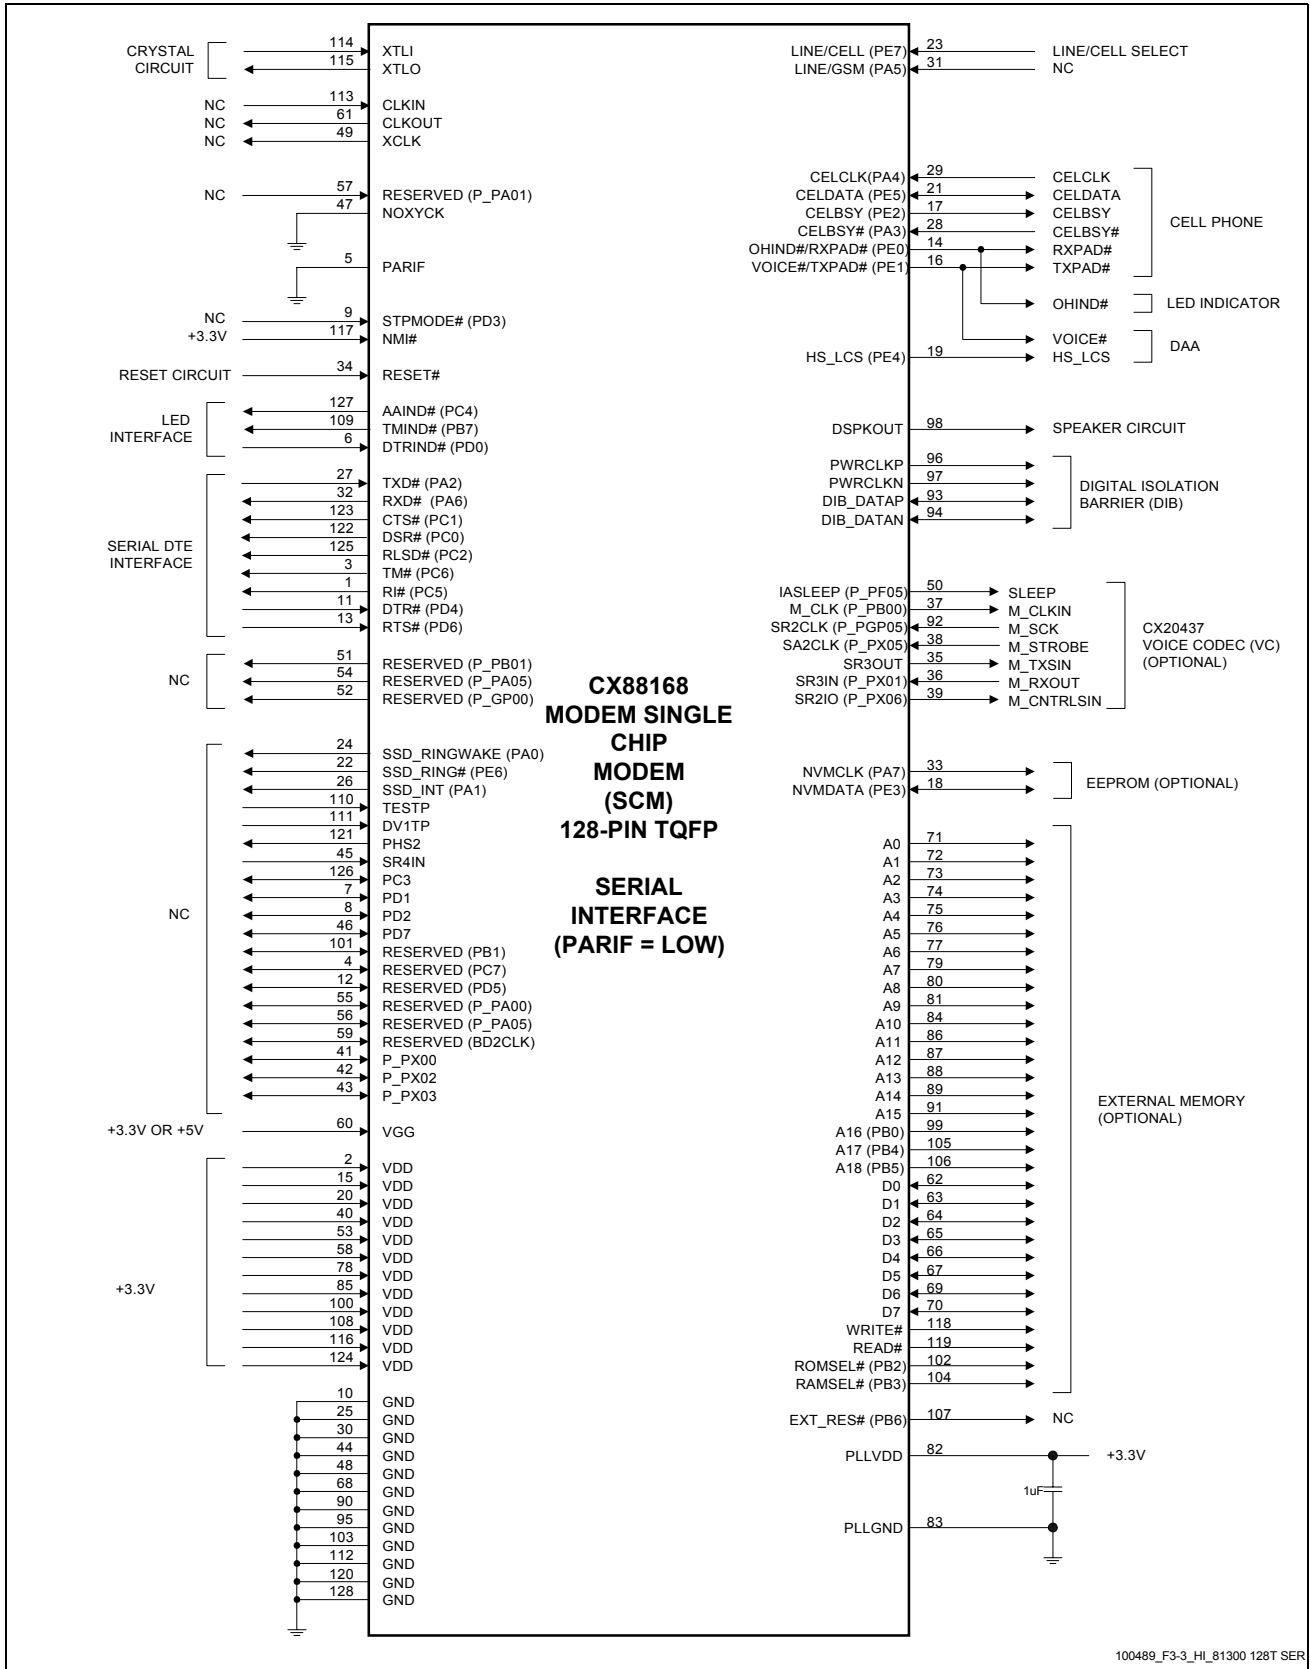 CRYSTAL
CIRCUIT
114 XTLI
115 XTLO
NC 113 CLKIN
NC 61 CLKOUT
NC 49 XCLK
NC 57 RESERVED (P_PA01)
47 NOXYCK
5 PARIF
NC 9 STPMODE# (PD3)
+3.3V 117 NMI#
RESET CIRCUIT 34 RESET#
LED
INTERFACE
127 AAIND# (PC4)
109 TMIND# (PB7)
6 DTRIND# (PD0)
SERIAL DTE
INTERFACE
27 TXD# (PA2)
32 RXD# (PA6)
123 CTS# (PC1)
122 DSR# (PC0)
125 RLSD# (PC2)
3 TM# (PC6)
1 RI# (PC5)
11 DTR# (PD4)
13 RTS# (PD6)
NC
51 RESERVED (P_PB01)
54 RESERVED (P_PA05)
52 RESERVED (P_GP00)
NC
24 SSD_RINGWAKE (PA0)
22 SSD_RING# (PE6)
26 SSD_INT (PA1)
110 TESTP
111 DV1TP
121 PHS2
45 SR4IN
126 PC3
7 PD1
8 PD2
46 PD7
101 RESERVED (PB1)
4 RESERVED (PC7)
12 RESERVED (PD5)
55 RESERVED (P_PA00)
56 RESERVED (P_PA05)
59 RESERVED (BD2CLK)
41 P_PX00
42 P_PX02
43 P_PX03
+3.3V OR +5V 60 VGG
+3.3V
2 VDD
15 VDD
20 VDD
40 VDD
53 VDD
58 VDD
78 VDD
85 VDD
100 VDD
108 VDD
116 VDD
124 VDD
10 GND
25 GND
30 GND
44 GND
48 GND
68 GND
90 GND
95 GND
103 GND
112 GND
120 GND
128 GND
CX88168
MODEM SINGLE
CHIP
MODEM
(SCM)
128-PIN TQFP
SERIAL
INTERFACE
(PARIF = LOW)
LINE/CELL (PE7) 23 LINE/CELL SELECT
LINE/GSM (PA5) 31 NC
CELCLK(PA4) 29 CELCLK
CELDATA (PE5) 21 CELDATA
CELBSY (PE2) 17 CELBSY
CELBSY# (PA3) 28 CELBSY#
OHIND#/RXPAD# (PE0) 14 RXPAD#
VOICE#/TXPAD# (PE1) 16 TXPAD#
CELL PHONE
OHIND# LED INDICATOR
VOICE#
HS_LCS (PE4) 19 HS_LCS
DAA
DSPKOUT 98 SPEAKER CIRCUIT
PWRCLKP 96
PWRCLKN 97
DIB_DATAP 93
DIB_DATAN 94
DIGITAL ISOLATION
BARRIER (DIB)
IASLEEP (P_PF05) 50 SLEEP
M_CLK (P_PB00) 37 M_CLKIN
SR2CLK (P_PGP05) 92 M_SCK
SA2CLK (P_PX05) 38 M_STROBE
SR3OUT 35 M_TXSIN
SR3IN (P_PX01) 36 M_RXOUT
SR2IO (P_PX06) 39 M_CNTRLSIN
CX20437
VOICE CODEC (VC)
(OPTIONAL)
NVMCLK (PA7) 33
NVMDATA (PE3) 18
EEPROM (OPTIONAL)
A0 71
A1 72
A2 73
A3 74
A4 75
A5 76
A6 77
A7 79
A8 80
A9 81
A10 84
A11 86
A12 87
A13 88
A14 89
A15 91
A16 (PB0) 99
A17 (PB4) 105
A18 (PB5) 106
D0 62
D1 63
D2 64
D3 65
D4 66
D5 67
D6 69
D7 70
WRITE# 118
READ# 119
ROMSEL# (PB2) 102
RAMSEL# (PB3) 104
EXTERNAL MEMORY
(OPTIONAL)
EXT_RES# (PB6) 107 NC
PLLVDD 82 +3.3V
1uF
PLLGND 83
100489_F3-3_HI_81300 128T SER